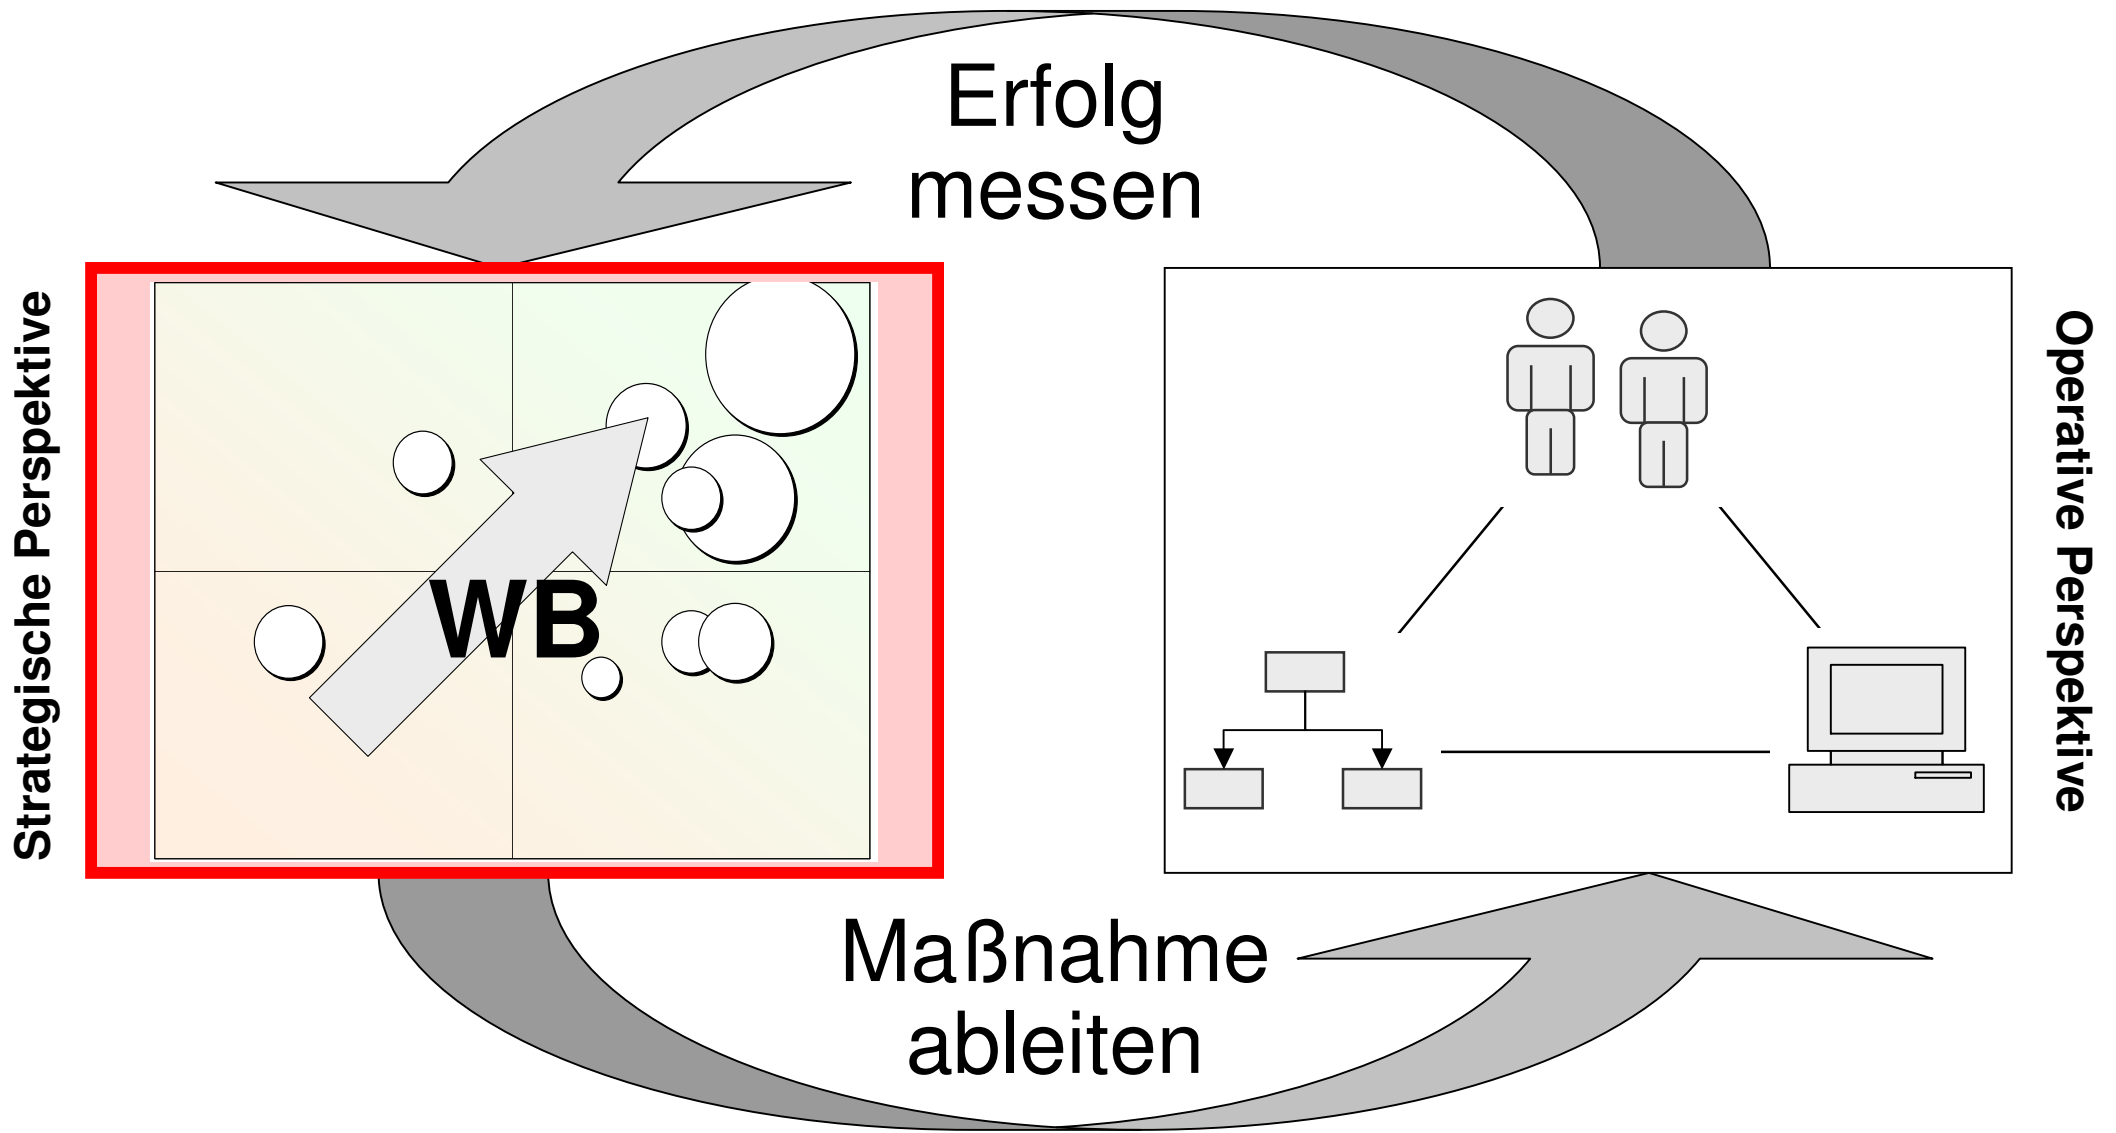 Erfolg
messen
Strategische Perspektive
WB
Operative Perspektive
Maßnahme
ableiten